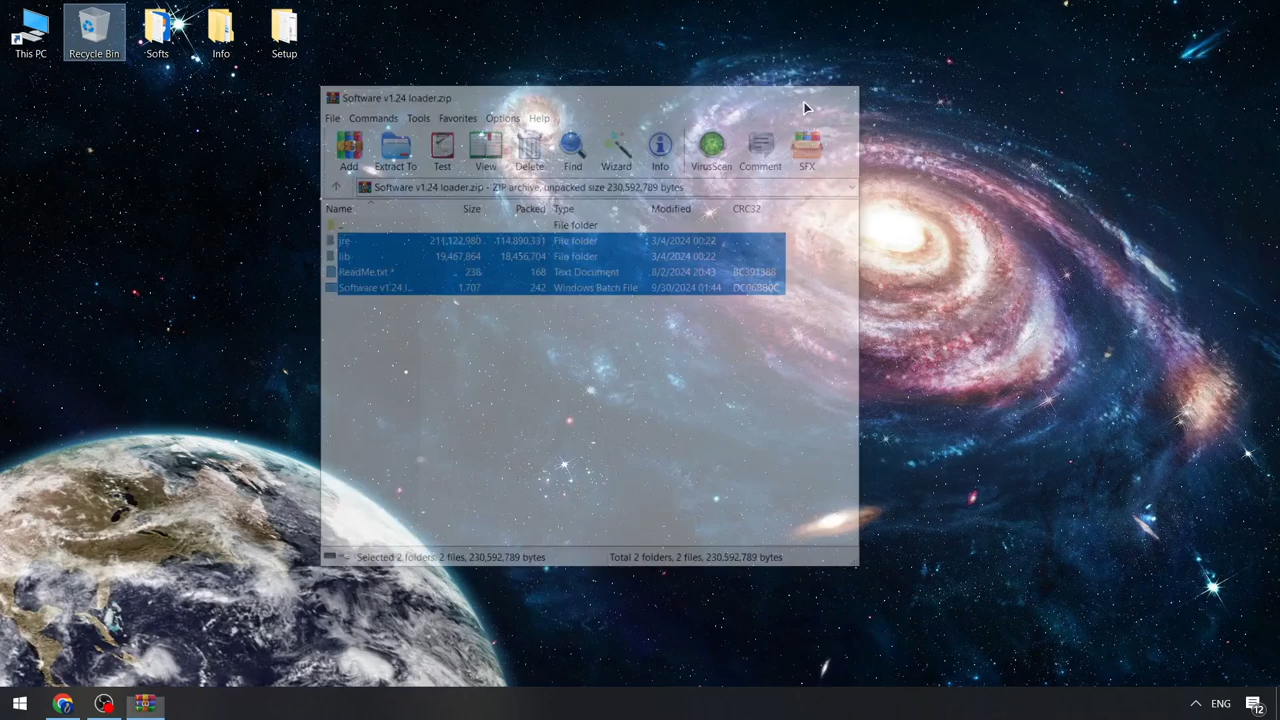 This PC
Recycle Bin
Softs
Info
Setup
Software v1.24 loader.zip
File Commands Tools Favorites Options Help
Add Extract To Test View Delete Find Wizard Info VirusScan Comment SFX
Software v1.24 loader.zip - ZIP archive, unpacked size 230,592,789 bytes
Name Size Packed Type Modified CRC32
.. File folder
jre 211,122,980 114,890,331 File folder 3/4/2024 00:22
lib 19,467,864 18,456,704 File folder 3/4/2024 00:22
ReadMe.txt * 238 168 Text Document 8/2/2024 20:43 BC391388
Software v1.24 l... 1,707 242 Windows Batch File 9/30/2024 01:44 DC06880C
Selected 2 folders, 2 files, 230,592,789 bytes Total 2 folders, 2 files, 230,592,789 bytes
ENG
12